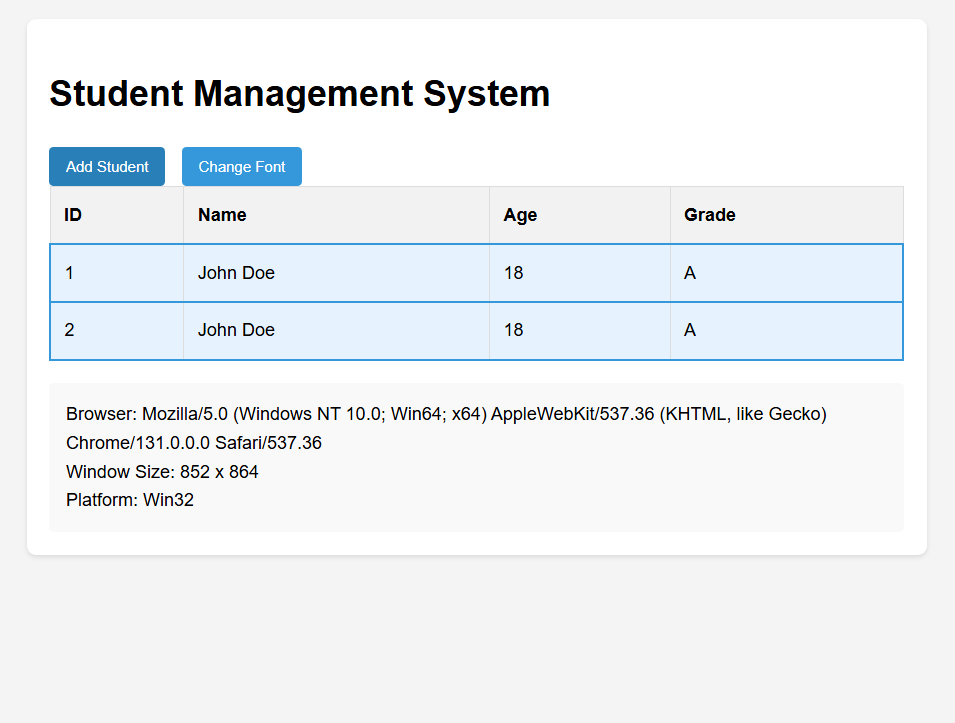 Student Management System
Add Student Change Font
ID Name Age Grade
1 John Doe 18 A
2 John Doe 18 A
Browser: Mozilla/5.0 (Windows NT 10.0; Win64; x64) AppleWebKit/537.36 (KHTML, like Gecko)
Chrome/131.0.0.0 Safari/537.36
Window Size: 852 x 864
Platform: Win32